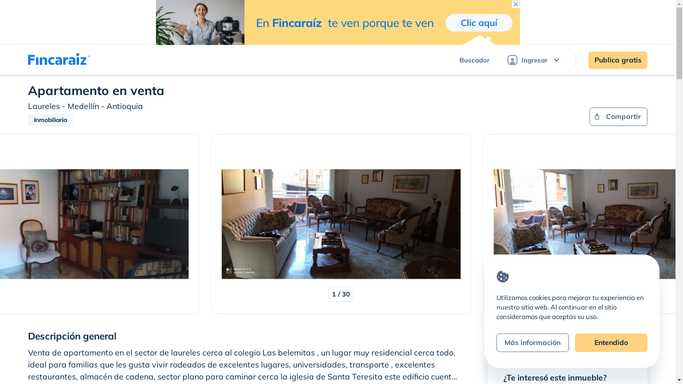 En Fincaraíz te ven porque te ven
Clic aquí
Fincaraíz
Buscador
Ingresar
Publica gratis
Apartamento en venta
Laureles - Medellín - Antioquia
Inmobiliaria
Compartir
1 / 30
Utilizamos cookies para mejorar tu experiencia en
nuestro sitio web. Al continuar en el sitio
consideramos que aceptas su uso.
Más información
Entendido
Descripción general
Venta de apartamento en el sector de laureles cerca al colegio Las belemitas , un lugar muy residencial cerca todo.
ideal para familias que les gusta vivir rodeados de excelentes lugares, universidades, transporte , excelentes
restaurantes, almacén de cadena, sector plano para caminar cerca la iglesia de Santa Teresita este edificio cuent...
¿Te interesó este inmueble?